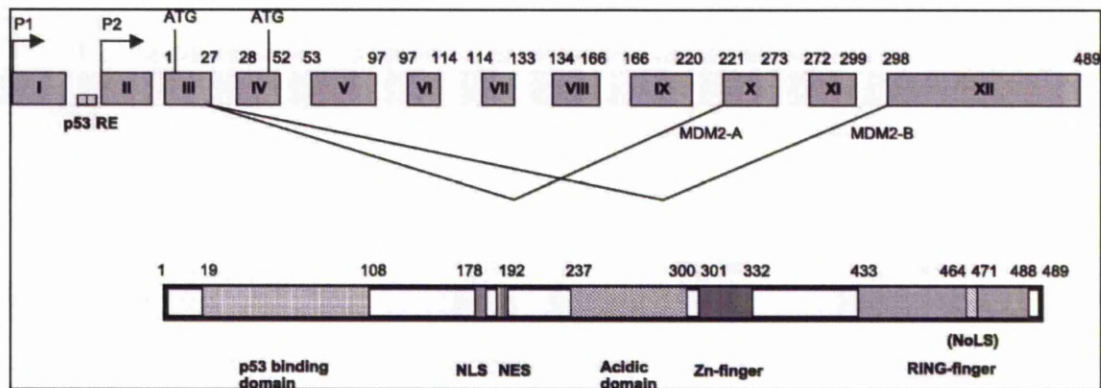 P1 P2 ATG ATG
1 27 28 52 53 97 97 114 114 133 134 166 166 220 221 273 272 299 298 489
I II III IV V VI VII VIII IX X XI XII
p53 RE
MDM2-A MDM2-B
1 19 108 178 192 237 300 301 332 433 464 471 488 489
(NoLS)
p53 binding domain NLS NES Acidic domain Zn-finger RING-finger